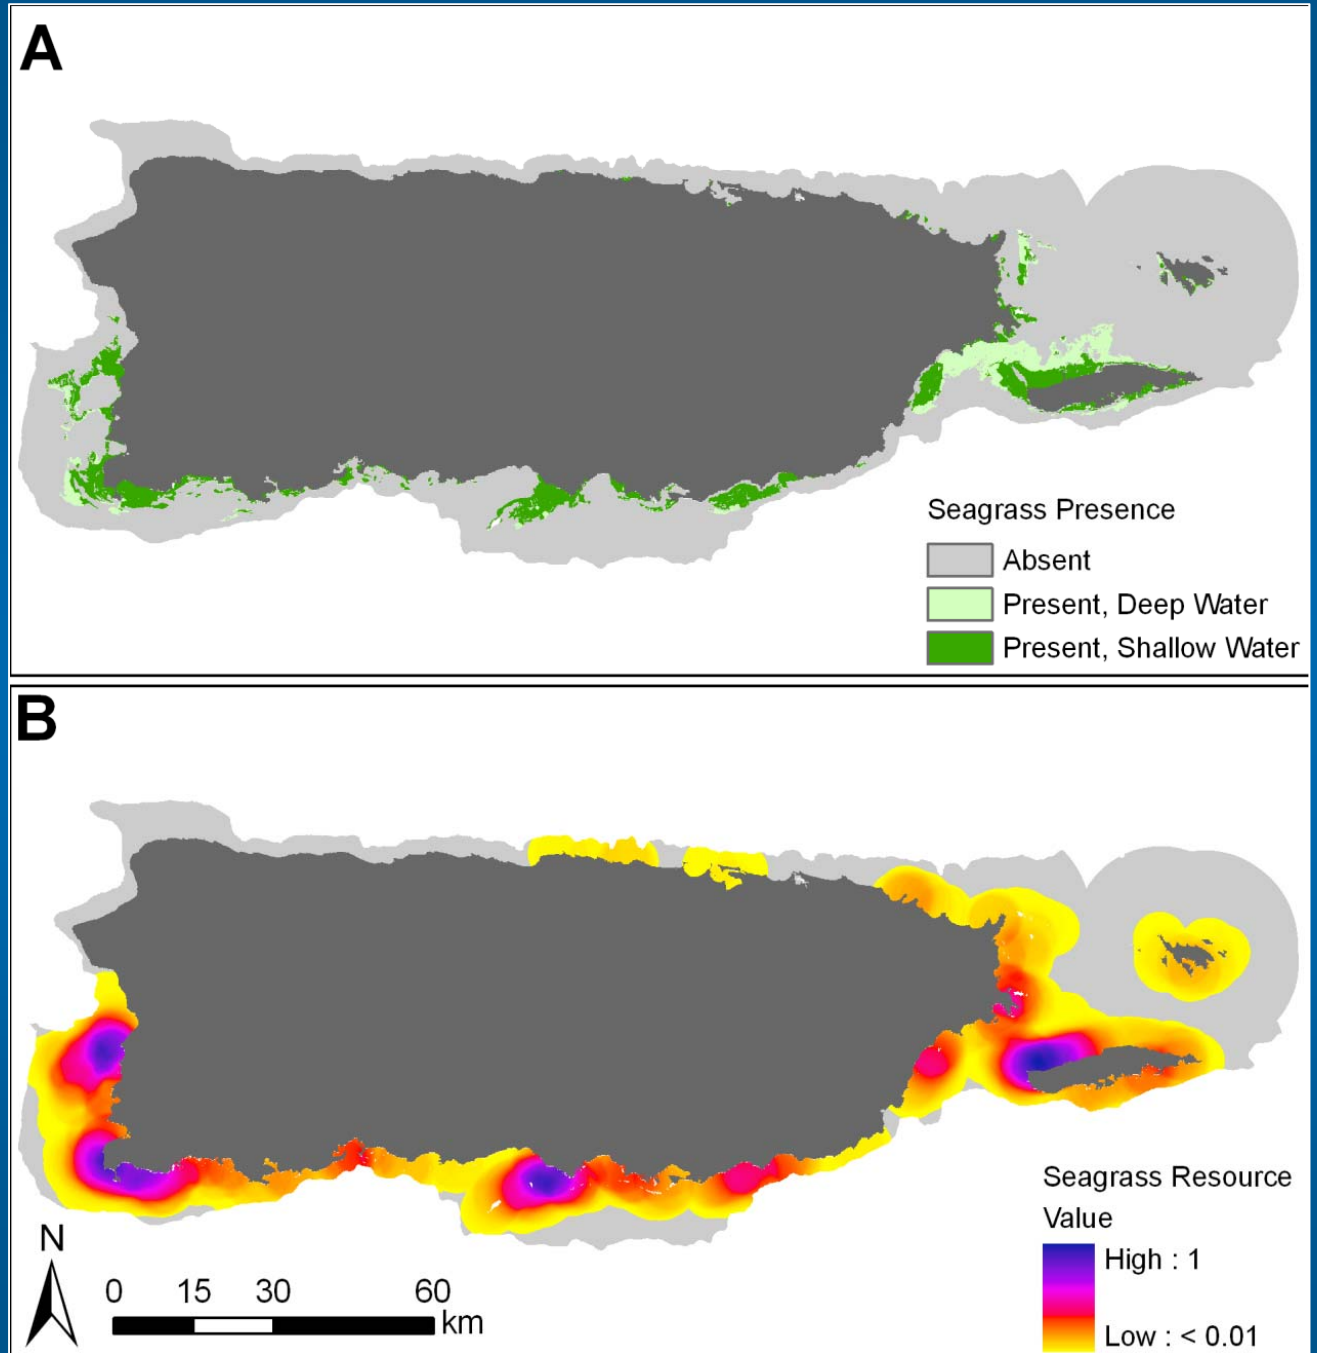 A
Seagrass Presence
Absent
Present, Deep Water
Present, Shallow Water
B
Seagrass Resource
Value
High : 1
Low : < 0.01
N
0 15 30 60
km